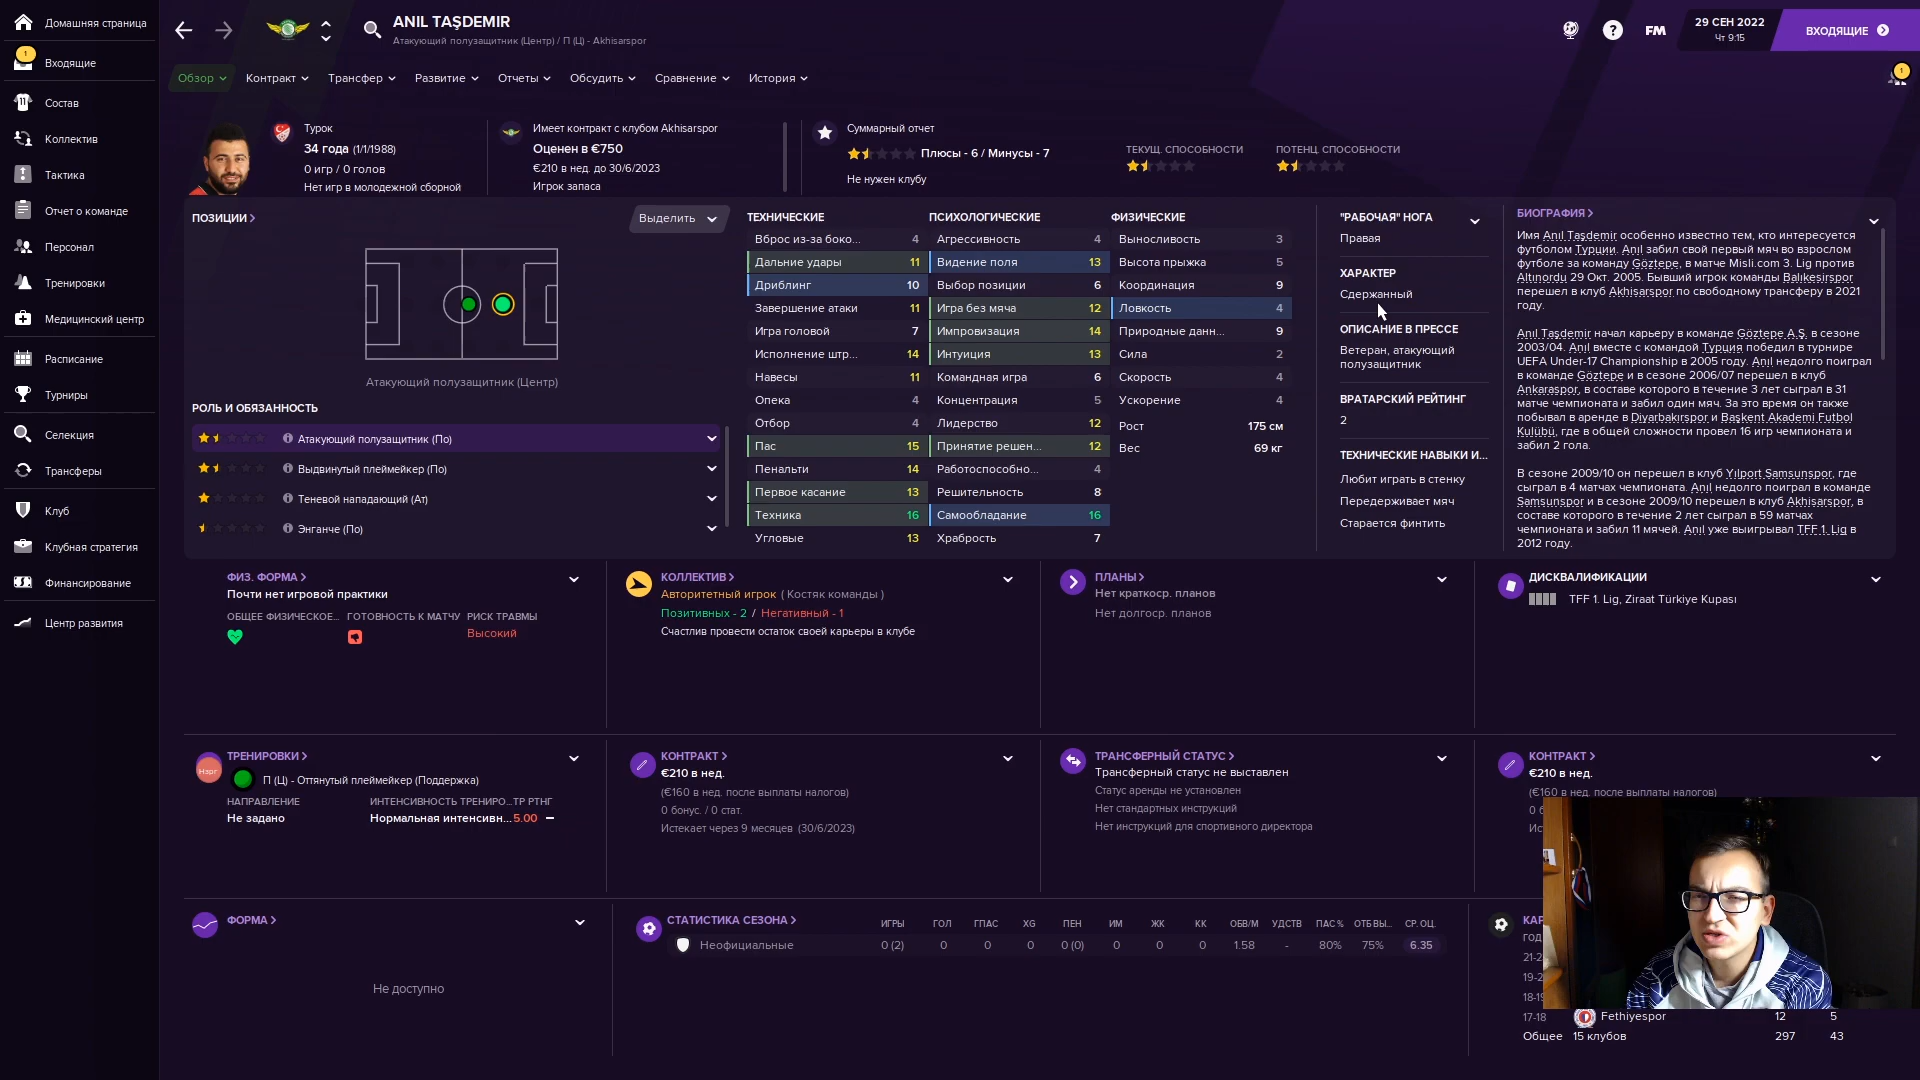 Домашняя страница
1
Входящие
Состав
Коллектив
Тактика
Отчет о команде
Персонал
Тренировки
Медицинский центр
Расписание
Турниры
Селекция
Трансферы
Клуб
Клубная стратегия
Финансирование
Центр развития
ANIL TAŞDEMIR
Атакующий полузащитник (Центр) / П (Ц) - Akhisarspor
FM
29 СЕН 2022
Чт 9:15
ВХОДЯЩИЕ
1
Обзор
Контракт
Трансфер
Развитие
Отчеты
Обсудить
Сравнение
История
Турок
34 года (1/1/1988)
0 игр / 0 голов
Нет игр в молодежной сборной
Имеет контракт с клубом Akhisarspor
Оценен в €750
€210 в нед. до 30/6/2023
Игрок запаса
Суммарный отчет
Плюсы - 6 / Минусы - 7
Не нужен клубу
ТЕКУЩ. СПОСОБНОСТИ
ПОТЕНЦ. СПОСОБНОСТИ
ПОЗИЦИИ
Выделить
Атакующий полузащитник (Центр)
РОЛЬ И ОБЯЗАННОСТЬ
Атакующий полузащитник (По)
Выдвинутый плеймейкер (По)
Теневой нападающий (Ат)
Энганче (По)
ТЕХНИЧЕСКИЕ
Вброс из-за боко... 4
Дальние удары 11
Дриблинг 10
Завершение атаки 11
Игра головой 7
Исполнение штр... 14
Навесы 11
Опека 4
Отбор 4
Пас 15
Пенальти 14
Первое касание 13
Техника 16
Угловые 13
ПСИХОЛОГИЧЕСКИЕ
Агрессивность 4
Видение поля 13
Выбор позиции 6
Игра без мяча 12
Импровизация 14
Интуиция 13
Командная игра 6
Концентрация 5
Лидерство 12
Принятие решен... 12
Работоспособно... 4
Решительность 8
Самообладание 16
Храбрость 7
ФИЗИЧЕСКИЕ
Выносливость 3
Высота прыжка 5
Координация 9
Ловкость 4
Природные данн... 9
Сила 2
Скорость 4
Ускорение 4
Рост 175 см
Вес 69 кг
"РАБОЧАЯ" НОГА
Правая
ХАРАКТЕР
Сдержанный
ОПИСАНИЕ В ПРЕССЕ
Ветеран, атакующий
полузащитник
ВРАТАРСКИЙ РЕЙТИНГ
2
ТЕХНИЧЕСКИЕ НАВЫКИ И...
Любит играть в стенку
Передерживает мяч
Старается финтить
БИОГРАФИЯ
Имя Anıl Taşdemir особенно известно тем, кто интересуется
футболом Турции. Anıl забил свой первый мяч во взрослом
футболе за команду Göztepe, в матче Misli.com 3. Lig против
Altınordu 29 Окт. 2005. Бывший игрок команды Balıkesirspor
перешел в клуб Akhisarspor по свободному трансферу в 2021
году.
Anıl Taşdemir начал карьеру в команде Göztepe A.Ş. в сезоне
2003/04. Anıl вместе с командой Турция победил в турнире
UEFA Under-17 Championship в 2005 году. Anıl недолго поиграл
в команде Göztepe и в сезоне 2006/07 перешел в клуб
Ankaraspor, в составе которого в течение 3 лет сыграл в 31
матче чемпионата и забил один мяч. За это время он также
побывал в аренде в Diyarbakırspor и Başkent Akademi Futbol
Kulübü, где в общей сложности провел 16 игр чемпионата и
забил 2 гола.
В сезоне 2009/10 он перешел в клуб Yılport Samsunspor, где
сыграл в 4 матчах чемпионата. Anıl недолго поиграл в команде
Samsunspor и в сезоне 2009/10 перешел в клуб Akhisarspor, в
составе которого в течение 2 лет сыграл в 59 матчах
чемпионата и забил 11 мячей. Anıl уже выигрывал TFF 1. Lig в
2012 году.
ФИЗ. ФОРМА
Почти нет игровой практики
ОБЩЕЕ ФИЗИЧЕСКОЕ...
ГОТОВНОСТЬ К МАТЧУ
РИСК ТРАВМЫ
Высокий
КОЛЛЕКТИВ
Авторитетный игрок ( Костяк команды )
Позитивных - 2 / Негативный - 1
Счастлив провести остаток своей карьеры в клубе
ПЛАНЫ
Нет краткоср. планов
Нет долгоср. планов
ДИСКВАЛИФИКАЦИИ
TFF 1. Lig, Ziraat Türkiye Kupası
ТРЕНИРОВКИ
П (Ц) - Оттянутый плеймейкер (Поддержка)
НАПРАВЛЕНИЕ
ИНТЕНСИВНОСТЬ ТРЕНИРО... ТР РТНГ
Не задано
Нормальная интенсивн... 5.00
КОНТРАКТ
€210 в нед.
(€160 в нед. после выплаты налогов)
0 бонус. / 0 стат.
Истекает через 9 месяцев (30/6/2023)
ТРАНСФЕРНЫЙ СТАТУС
Трансферный статус не выставлен
Статус аренды не установлен
Нет стандартных инструкций
Нет инструкций для спортивного директора
КОНТРАКТ
€210 в нед.
(€160 в нед. после выплаты налогов)
ФОРМА
Не доступно
СТАТИСТИКА СЕЗОНА
ИГРЫ ГОЛ ГПАС XG ПЕН ИМ ЖК КК ОБВ/М УДСТВ ПАС % ОТБ ВЫ... СР. ОЦ.
Неофициальные 0 (2) 0 0 0 0 (0) 0 0 0 1.58 - 80% 75% 6.35
17-18 Fethiyespor 12 5
Общее 15 клубов 297 43